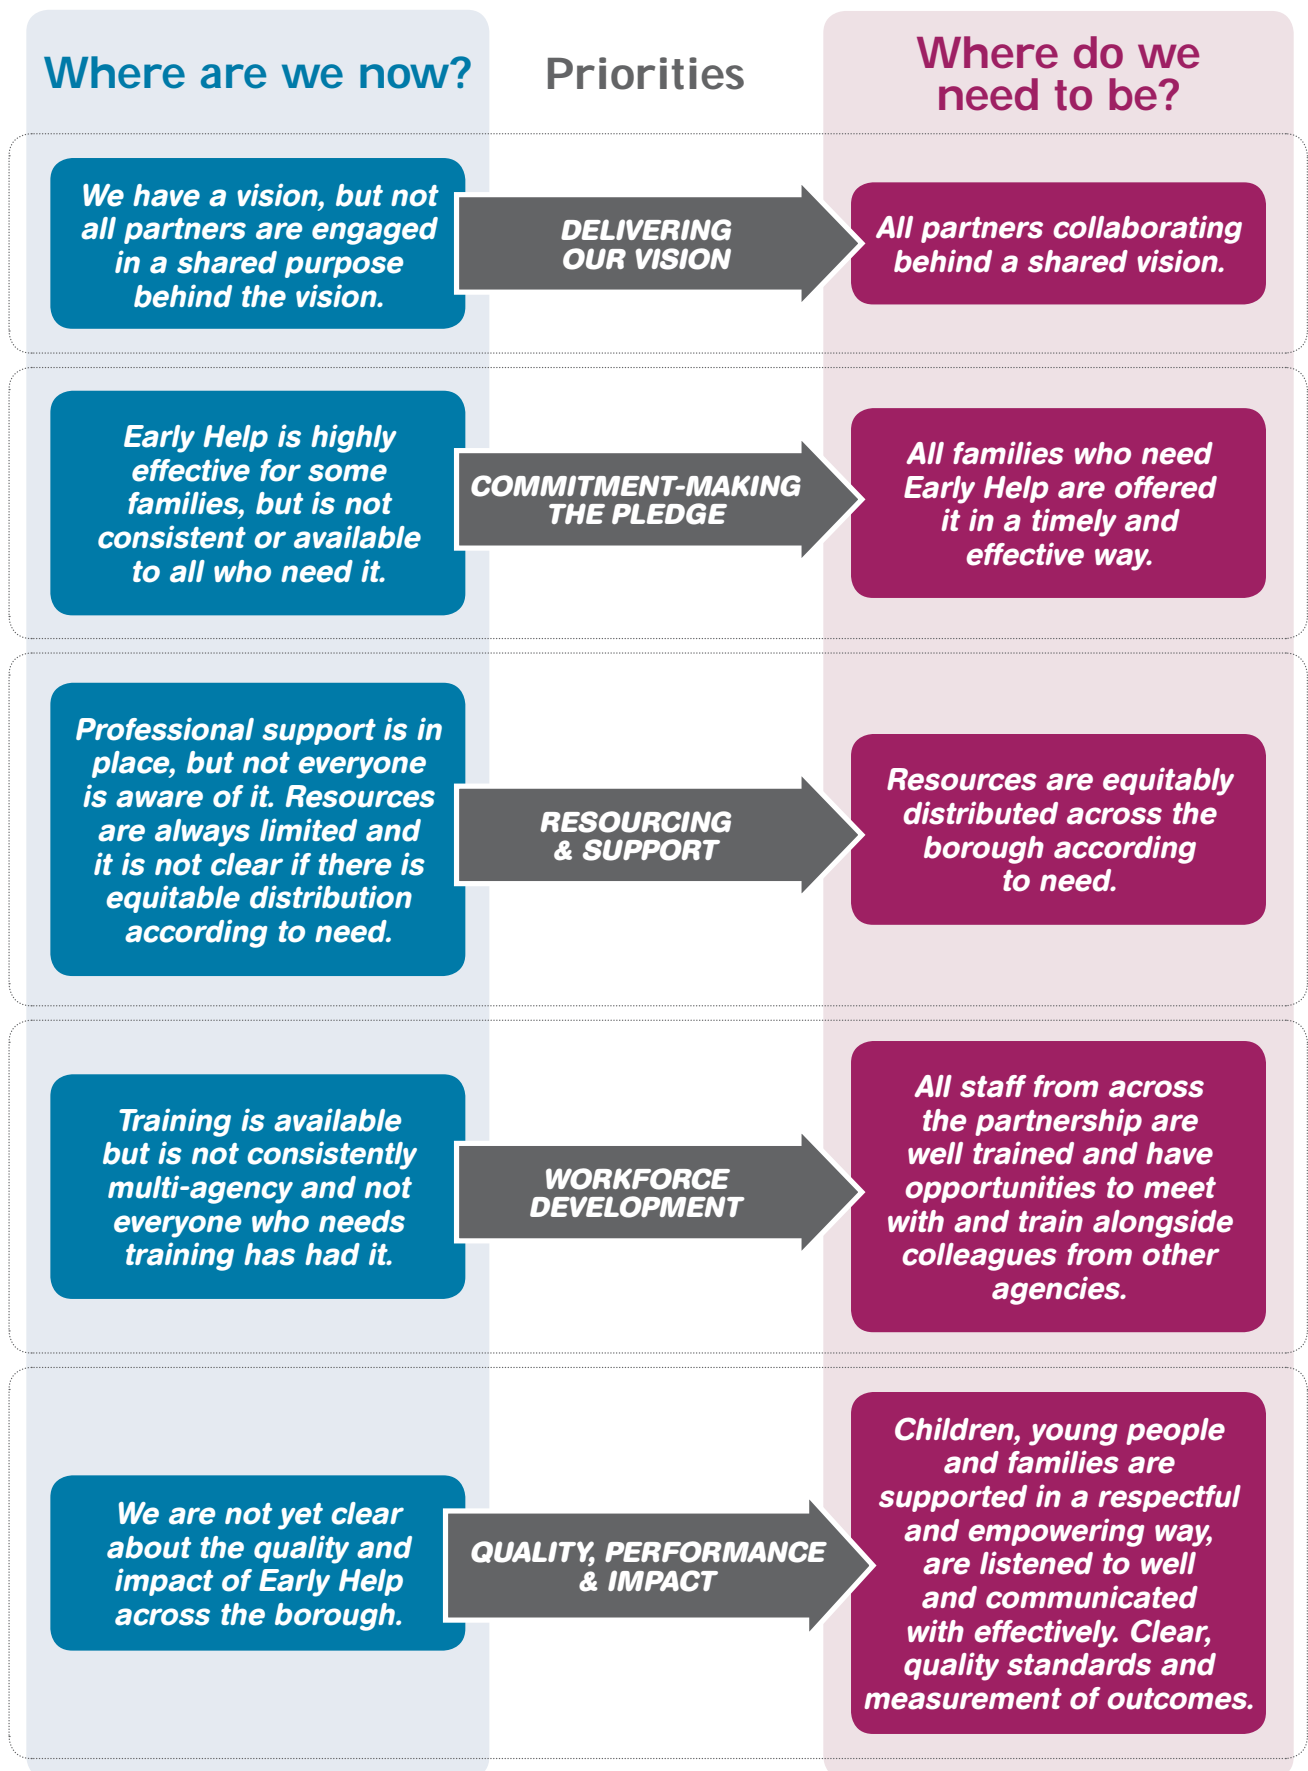 Where are we now?
Priorities
Where do we
need to be?
We have a vision, but not
all partners are engaged
in a shared purpose
behind the vision.
DELIVERING
OUR VISION
All partners collaborating
behind a shared vision.
Early Help is highly
effective for some
families, but is not
consistent or available
to all who need it.
COMMITMENT-MAKING
THE PLEDGE
All families who need
Early Help are offered
it in a timely and
effective way.
Professional support is in
place, but not everyone
is aware of it. Resources
are always limited and
it is not clear if there is
equitable distribution
according to need.
RESOURCING
& SUPPORT
Resources are equitably
distributed across the
borough according
to need.
Training is available
but is not consistently
multi-agency and not
everyone who needs
training has had it.
WORKFORCE
DEVELOPMENT
All staff from across
the partnership are
well trained and have
opportunities to meet
with and train alongside
colleagues from other
agencies.
We are not yet clear
about the quality and
impact of Early Help
across the borough.
QUALITY, PERFORMANCE
& IMPACT
Children, young people
and families are
supported in a respectful
and empowering way,
are listened to well
and communicated
with effectively. Clear,
quality standards and
measurement of outcomes.